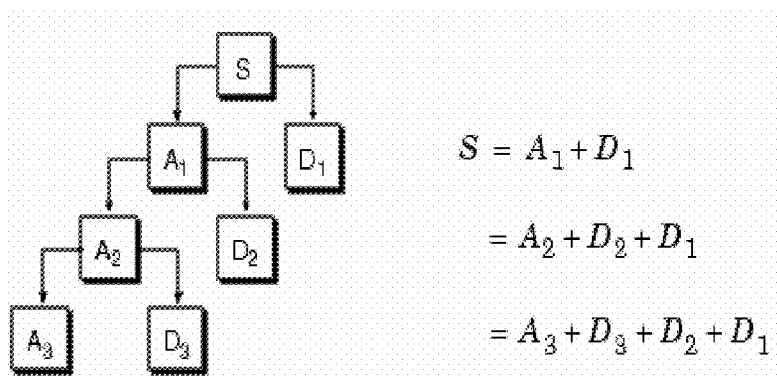 S
A₁ D₁
A₂ D₂
A₃ D₃
S = A₁ + D₁
= A₂ + D₂ + D₁
= A₃ + D₃ + D₂ + D₁